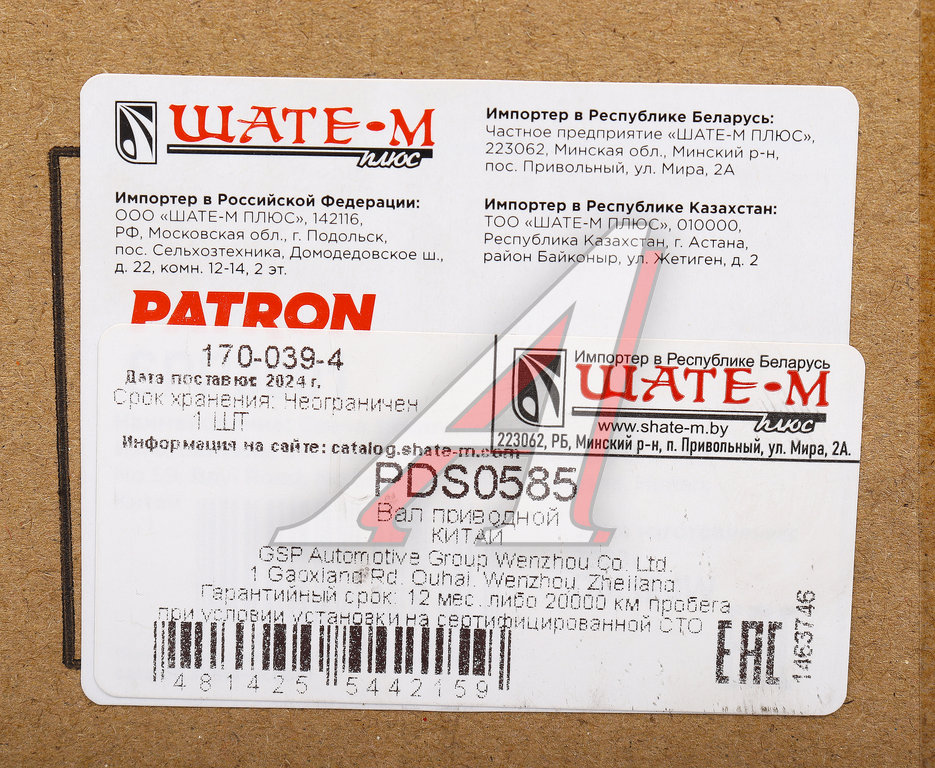 ШАТЕ-М
плюс
Импортер в Российской Федерации:
ООО «ШАТЕ-М ПЛЮС», 142116,
РФ, Московская обл., г. Подольск,
пос. Сельхозтехника, Домодедовское ш.,
д. 22, комн. 12-14, 2 эт.
Импортер в Республике Беларусь:
Частное предприятие «ШАТЕ-М ПЛЮС»,
223062, Минская обл., Минский р-н,
пос. Привольный, ул. Мира, 2А
Импортер в Республике Казахстан:
ТОО «ШАТЕ-М ПЛЮС», 010000,
Республика Казахстан, г. Астана,
район Байконыр, ул. Жетиген, д. 2
PATRON
170-039-4
Дата поставки: 2024 г.
Срок хранения: Неограничен
1 ШТ
Информация на сайте: catalog.shate-m.com
Импортер в Республике Беларусь
ШАТЕ-М
www.shate-m.by плюс
223062, РБ, Минский р-н, п. Привольный, ул. Мира, 2А.
PDS0585
Вал приводной
КИТАЙ
GSP Automotive Group Wenzhou Co. Ltd.
1 Gaoxiang Rd. Ouhai, Wenzhou, Zhejiang
Гарантийный срок: 12 мес. либо 20000 км пробега
при условии установки на сертифицированной СТО
4 814255 442159
EAC
1463746